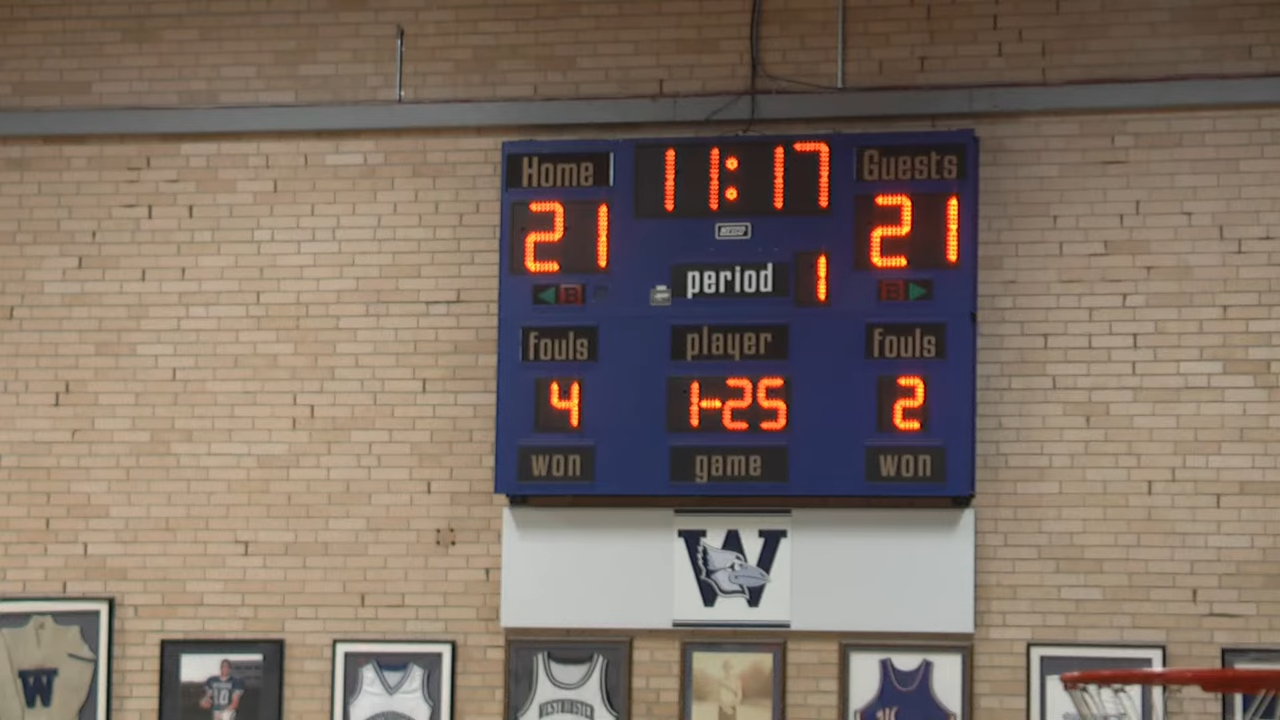 Home
11:17
Guests
21
21
period 1
B
B
fouls
player
fouls
4
1-25
2
won
game
won
W
W
10
WESTMINSTER